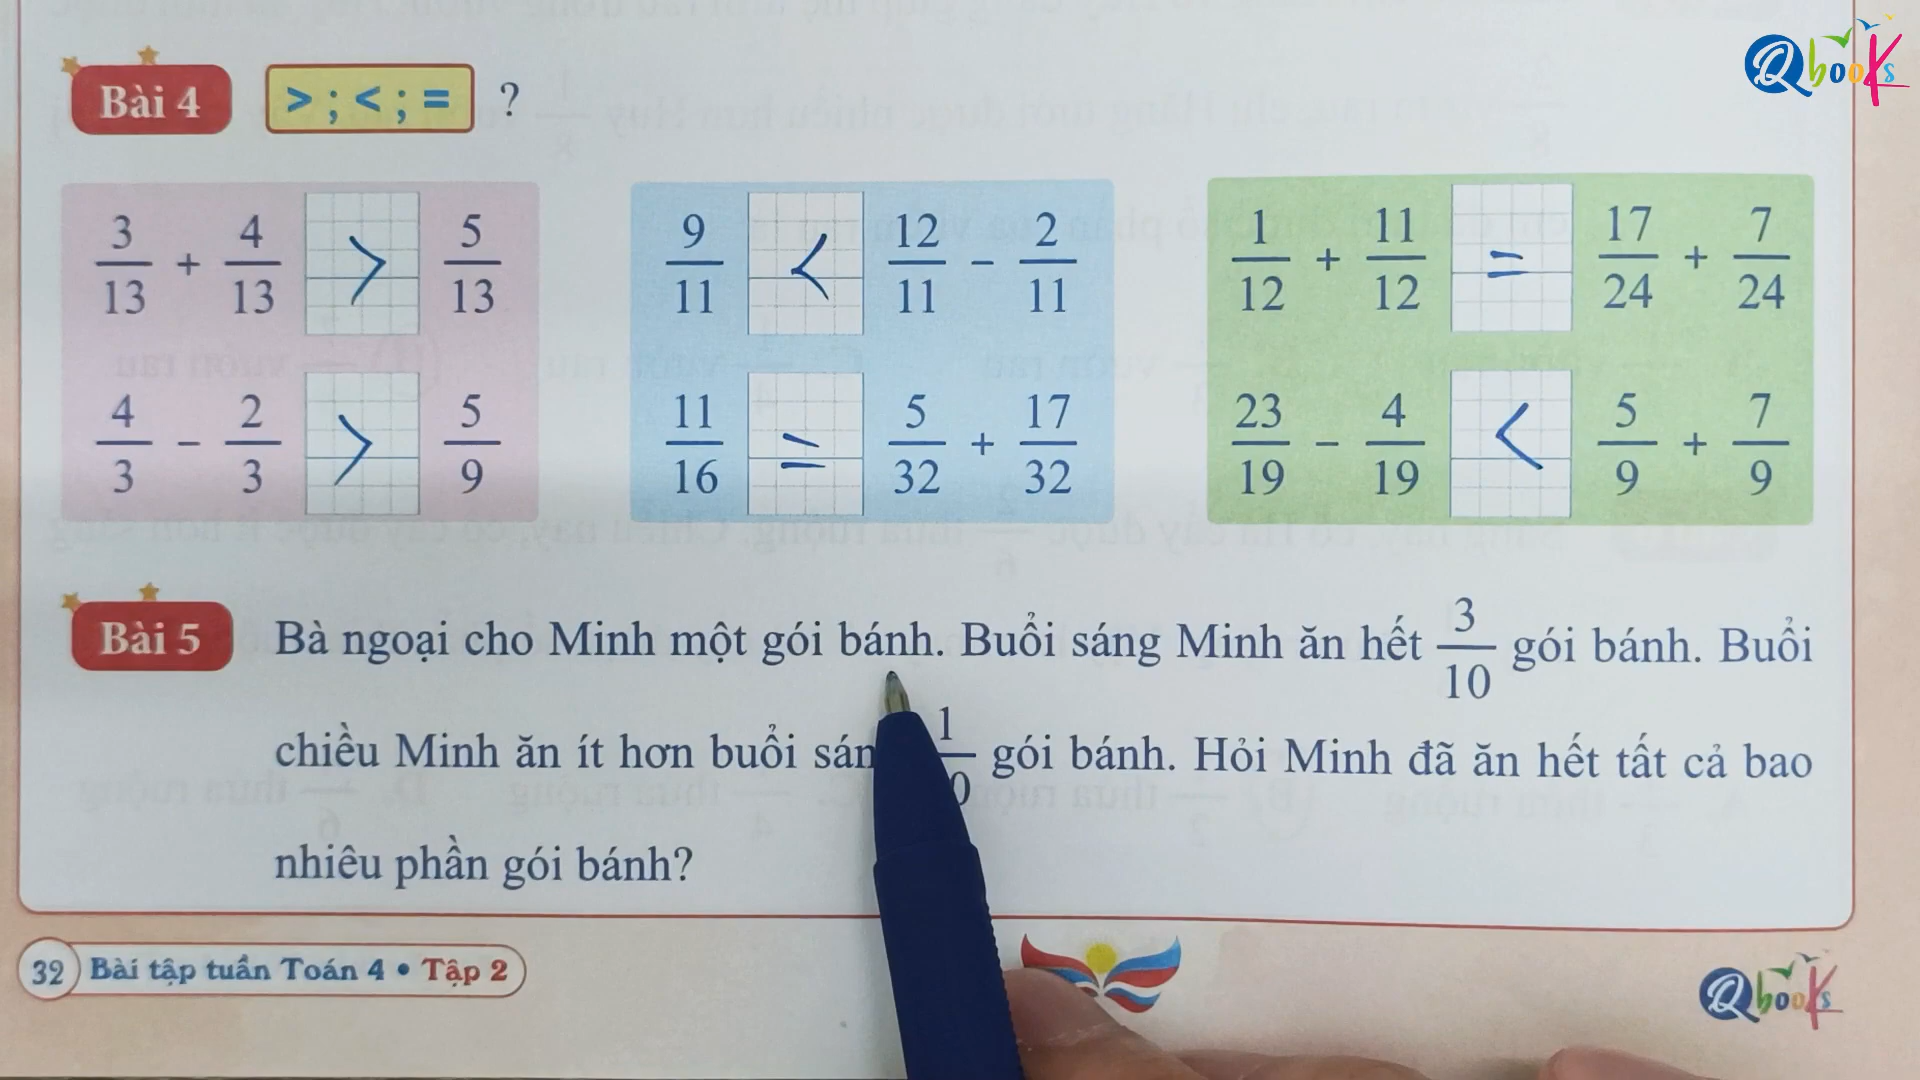 Qbooks
Bài 4 > ; < ; = ?
3/13 + 4/13 > 5/13
4/3 - 2/3 > 5/9
9/11 < 12/11 - 2/11
11/16 = 5/32 + 17/32
1/12 + 11/12 = 17/24 + 7/24
23/19 - 4/19 < 5/9 + 7/9
Bài 5 Bà ngoại cho Minh một gói bánh. Buổi sáng Minh ăn hết 3/10 gói bánh. Buổi
chiều Minh ăn ít hơn buổi gói bánh. Hỏi Minh đã ăn hết tất cả bao
nhiêu phần gói bánh?
32 Bài tập tuần Toán 4 • Tập 2
Qbooks